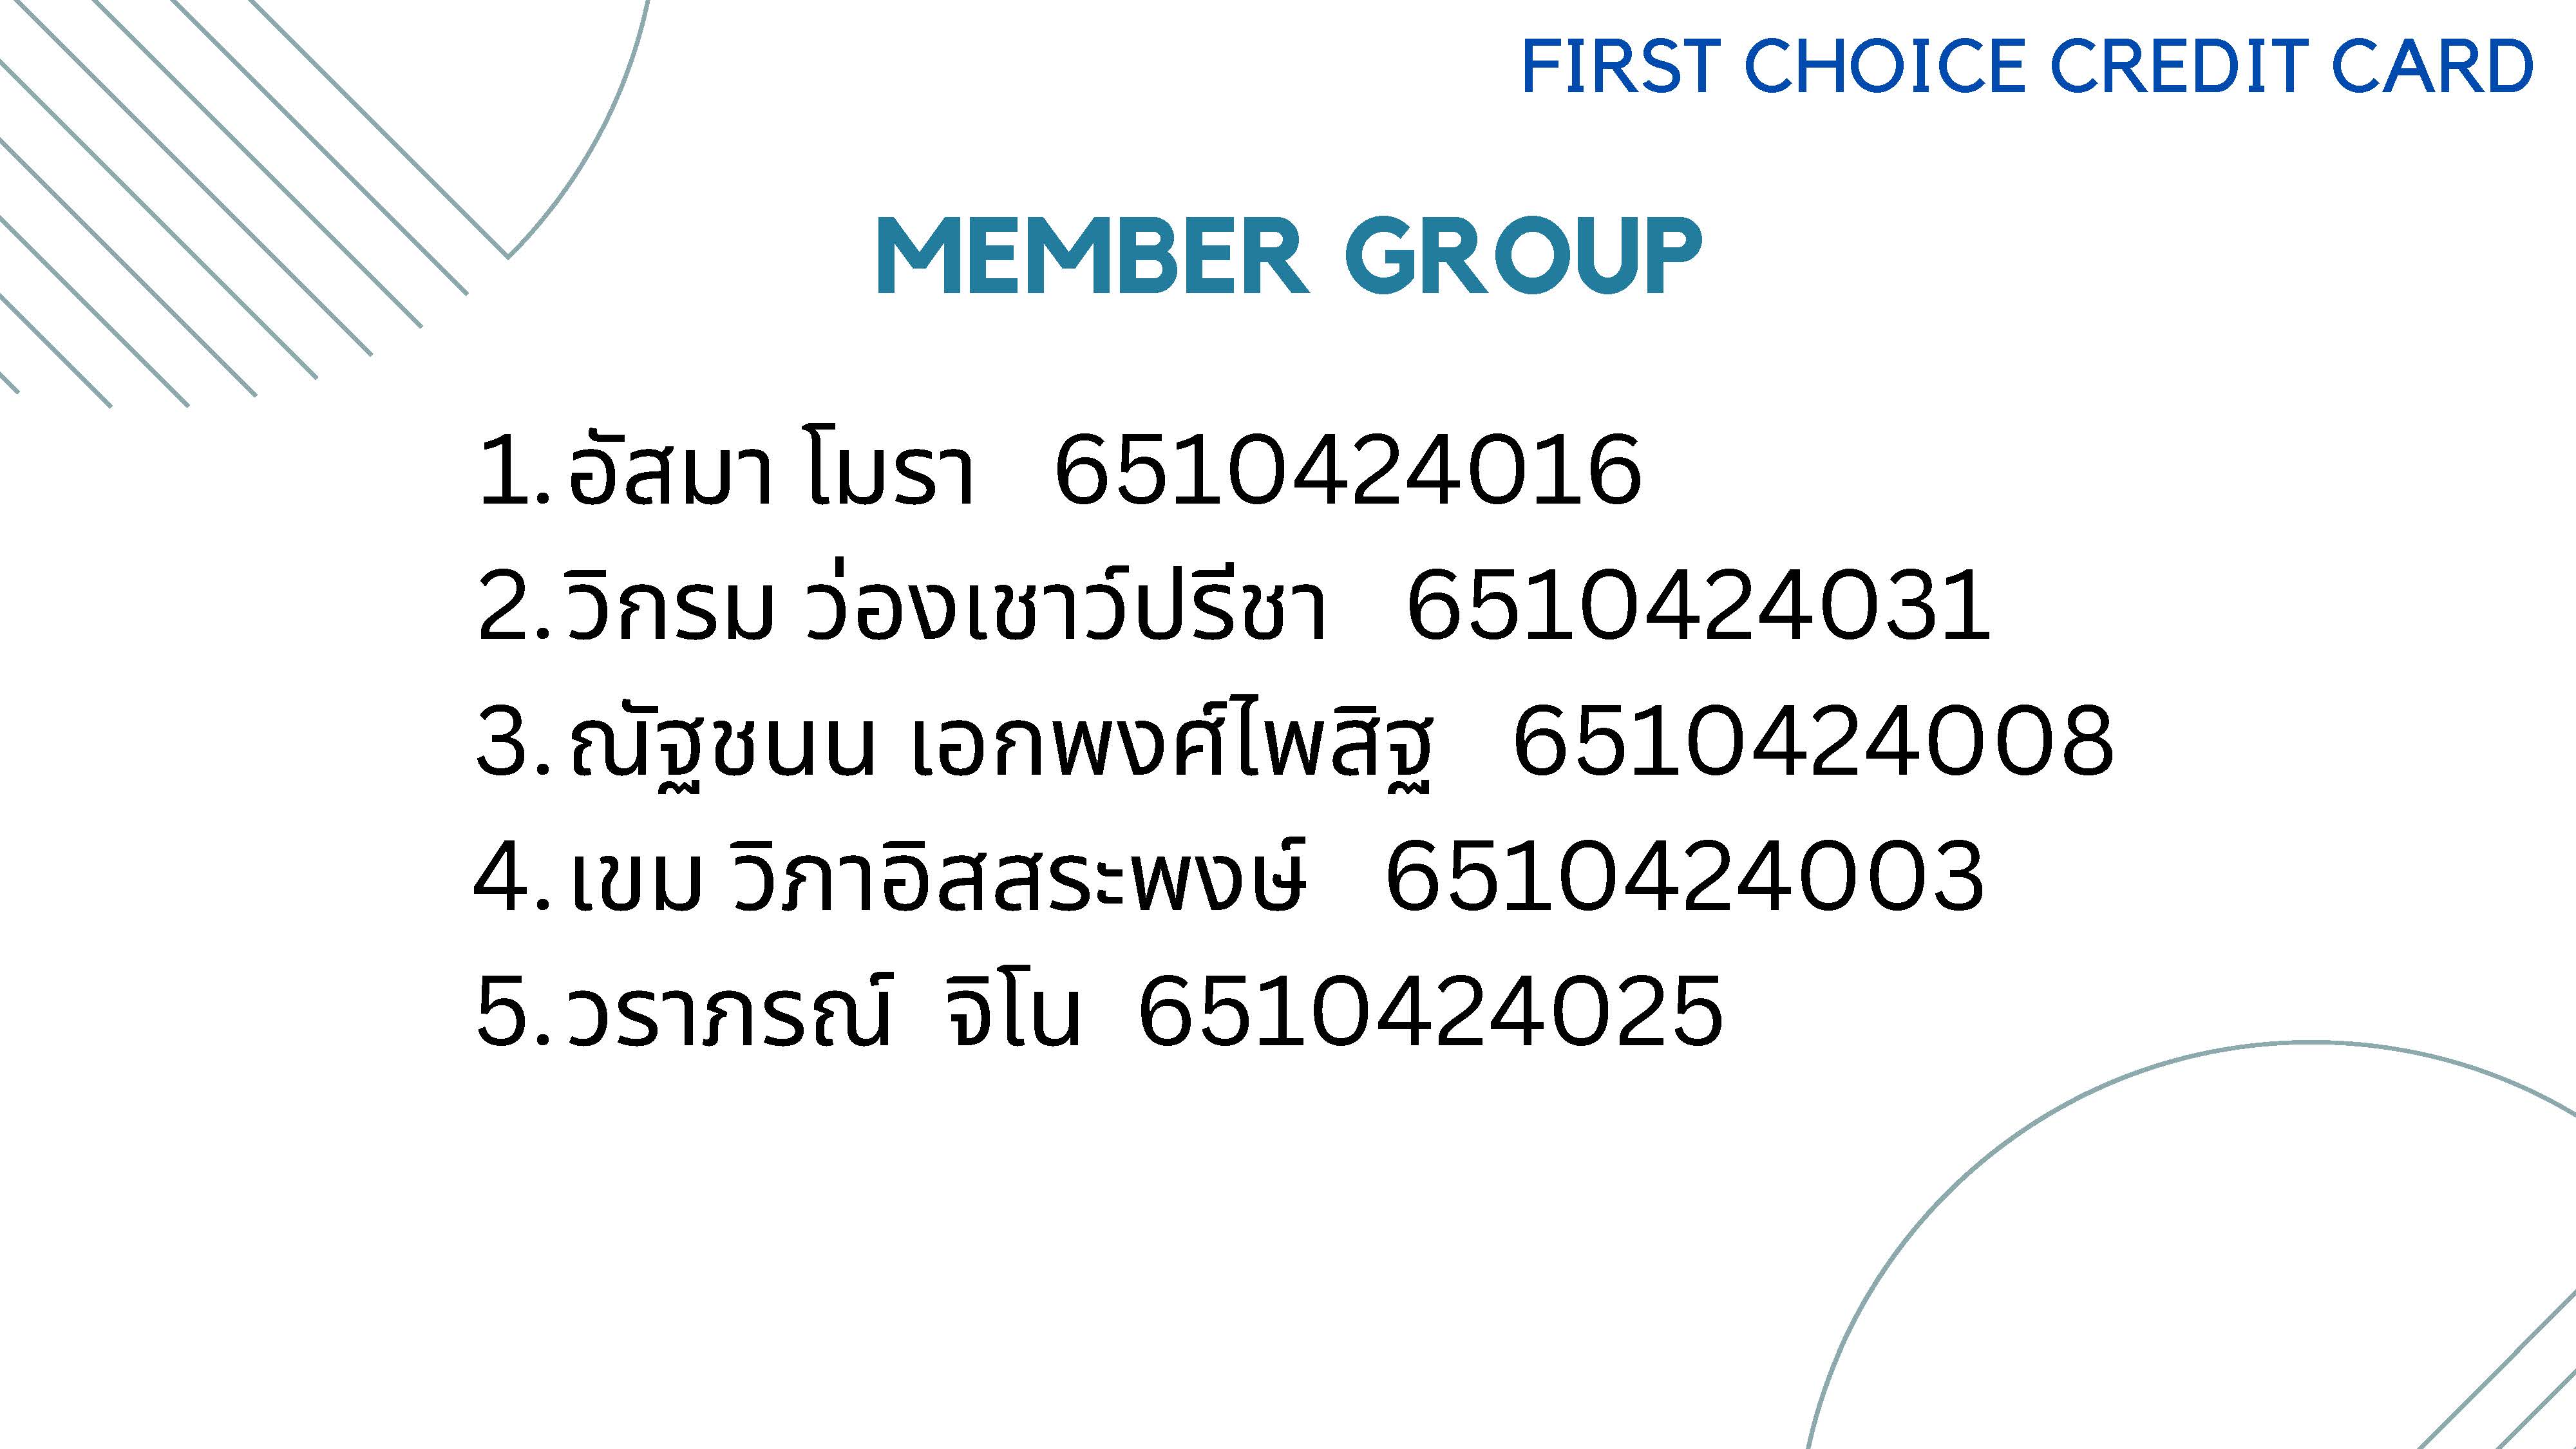 FIRST CHOICE CREDIT CARD
MEMBER GROUP
1. อัสมา โมรา 6510424016
2. วิกรม ว่องเชาว์ปรีชา 6510424031
3. ณัฐชนน เอกพงศ์ไพสิฐ 6510424008
4. เขม วิภาอิสสระพงษ์ 6510424003
5. วราภรณ์ จิโน 6510424025